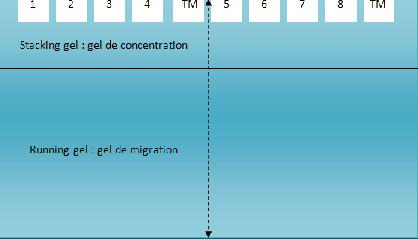 1 2 3 4 TM 5 6 7 8 TM
Stacking gel : gel de concentration
Running gel : gel de migration